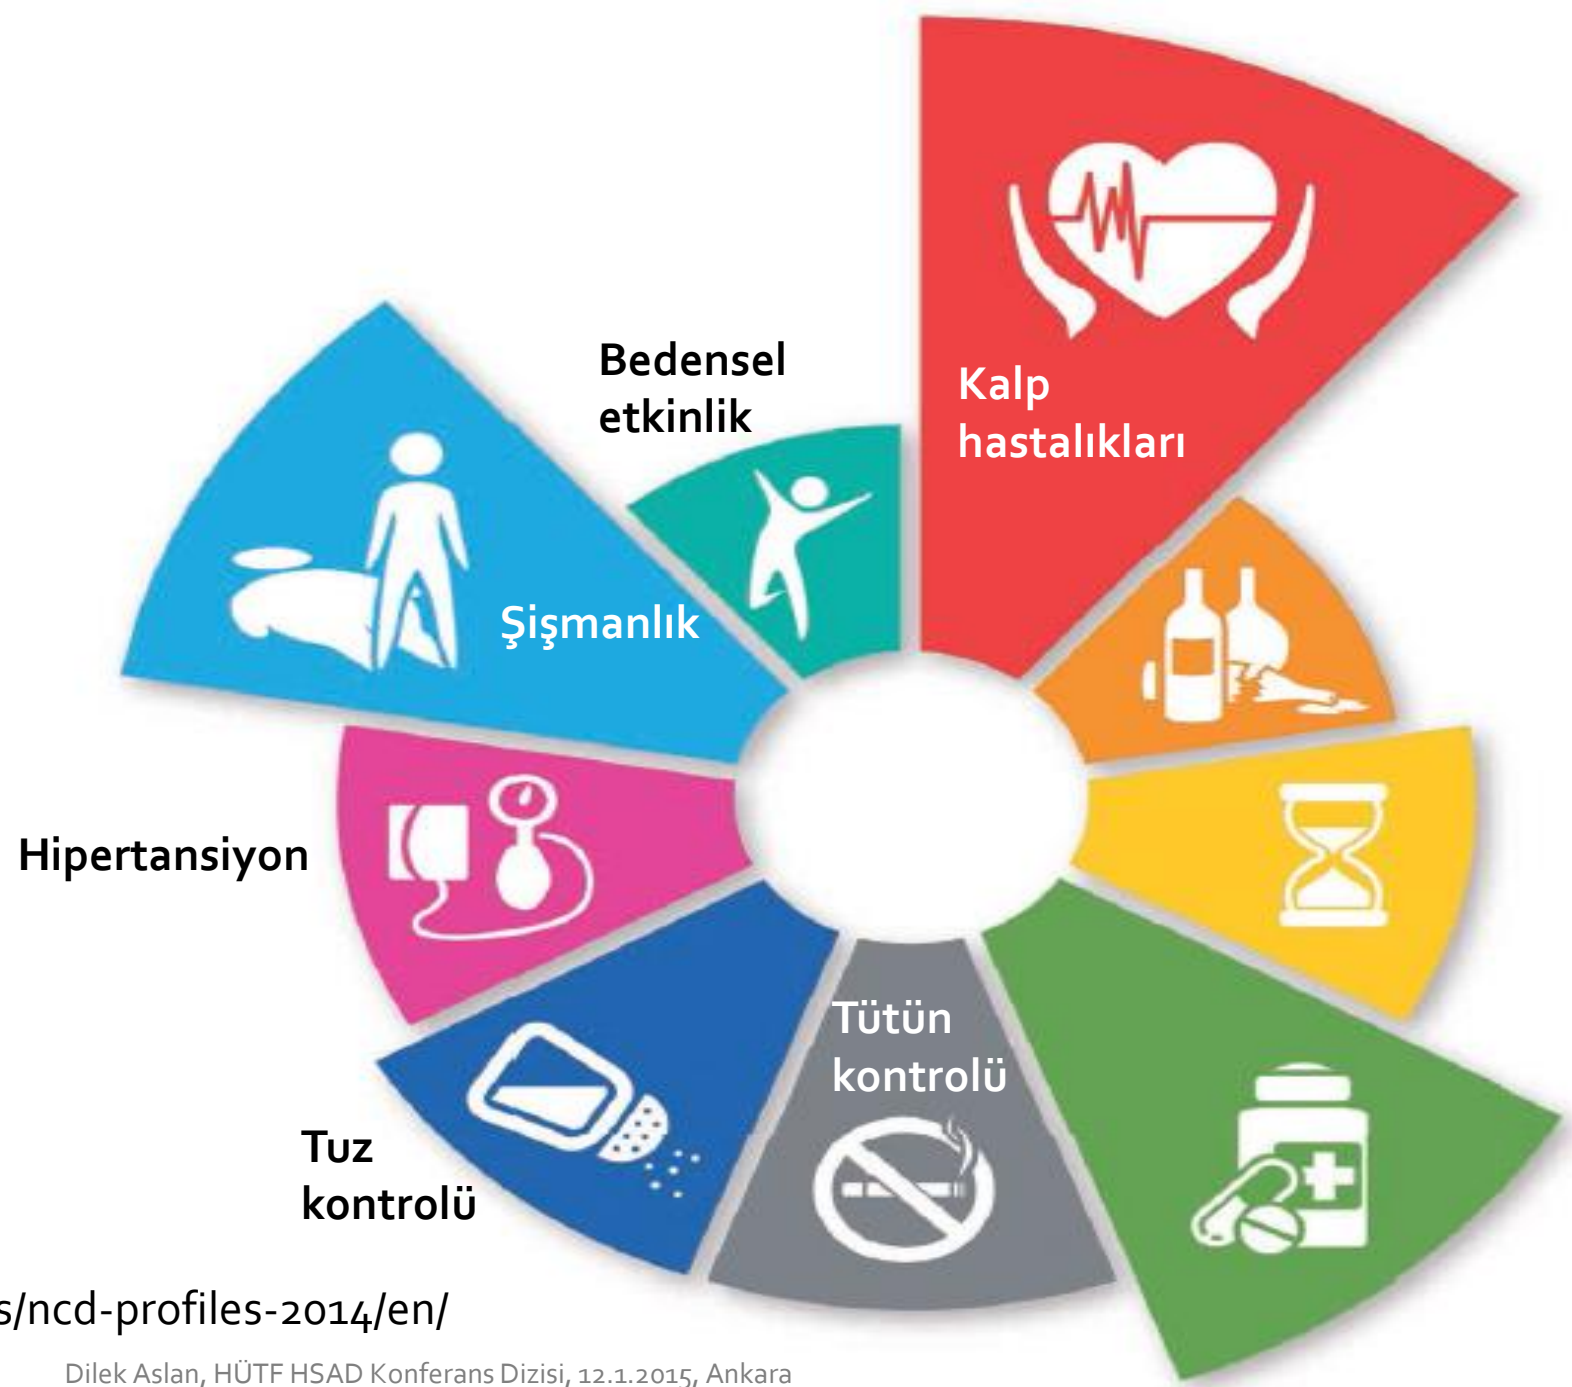 Bedensel
etkinlik
Kalp
hastalıkları
Şişmanlık
Hipertansiyon
Tütün
kontrolü
Tuz
kontrolü
s/ncd-profiles-2014/en/
Dilek Aslan, HÜTF HSAD Konferans Dizisi, 12.1.2015, Ankara